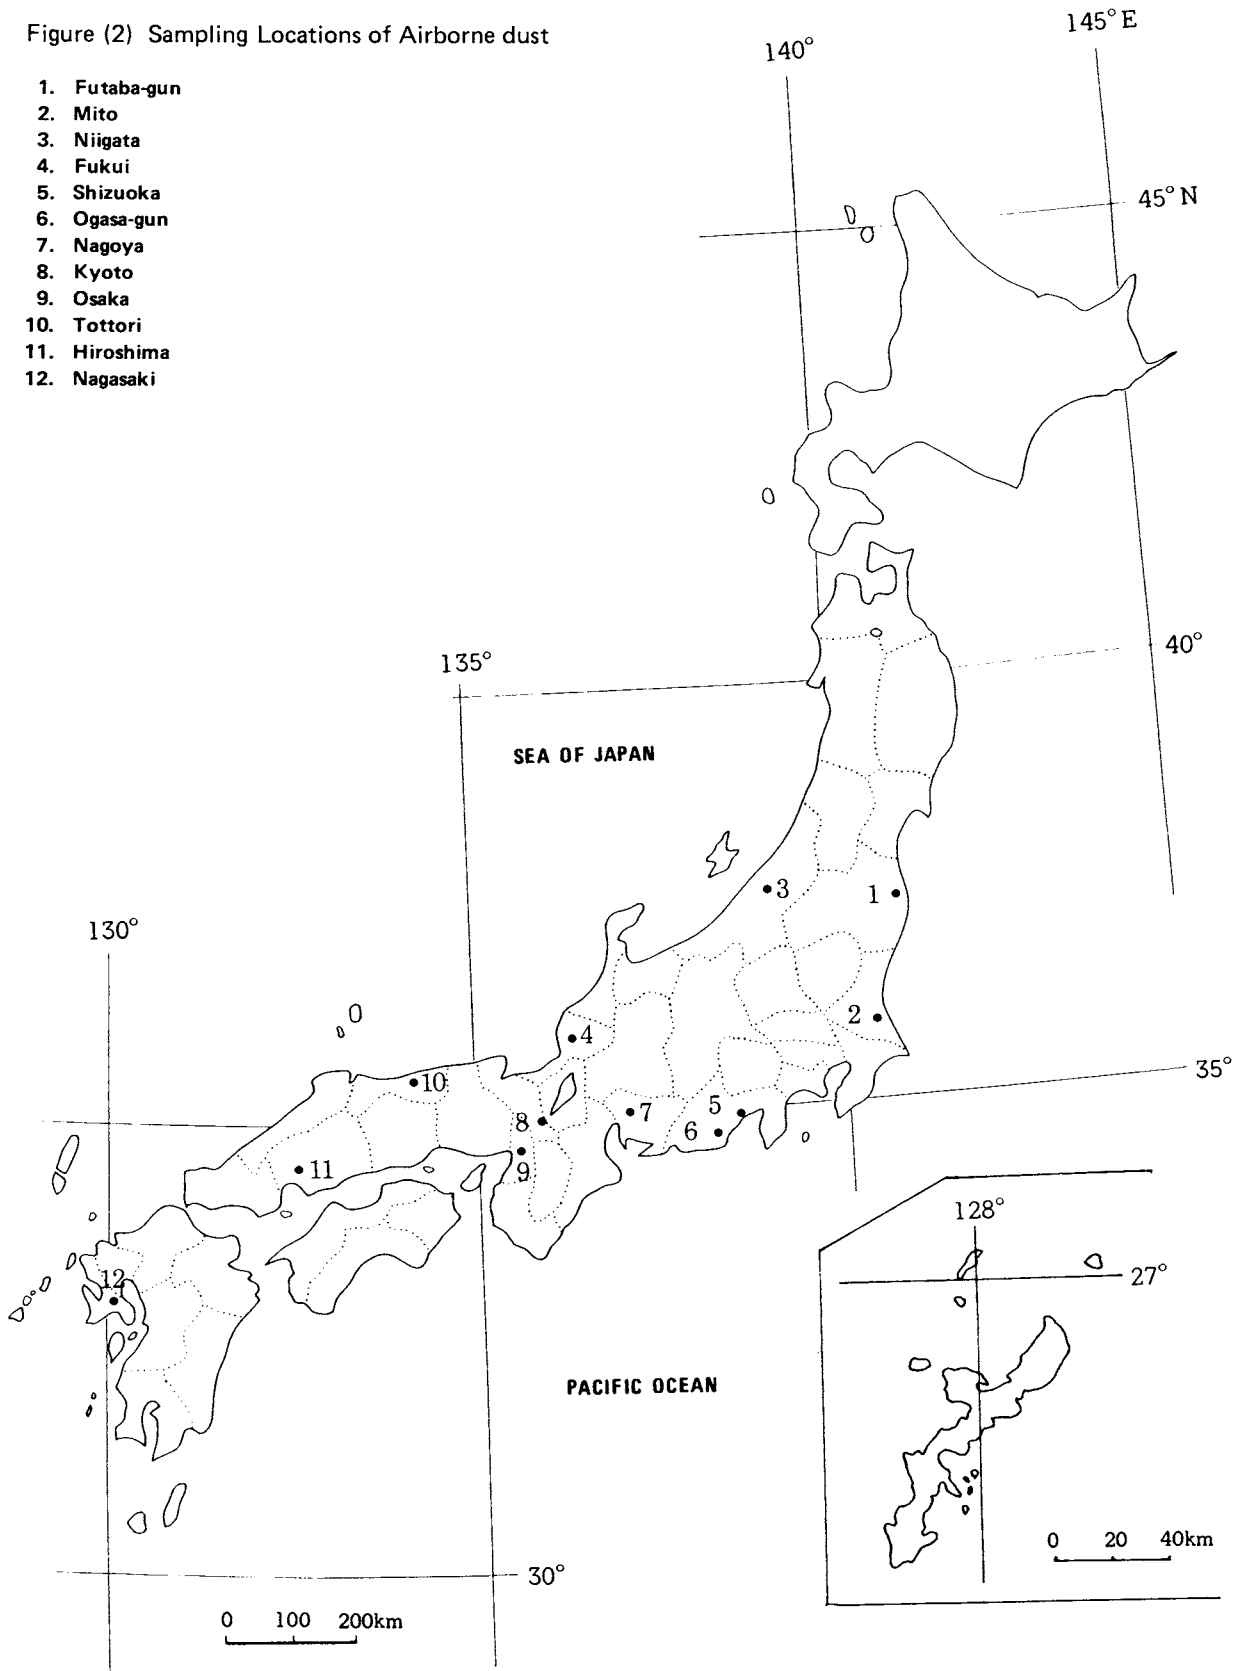 Figure (2) Sampling Locations of Airborne dust
1. Futaba-gun
2. Mito
3. Niigata
4. Fukui
5. Shizuoka
6. Ogasa-gun
7. Nagoya
8. Kyoto
9. Osaka
10. Tottori
11. Hiroshima
12. Nagasaki
145° E
140°
45° N
40°
135°
SEA OF JAPAN
3
1
130°
2
4
35°
10
7
5
8
6
11
9
128°
12
27°
PACIFIC OCEAN
0 20 40km
30°
0 100 200km